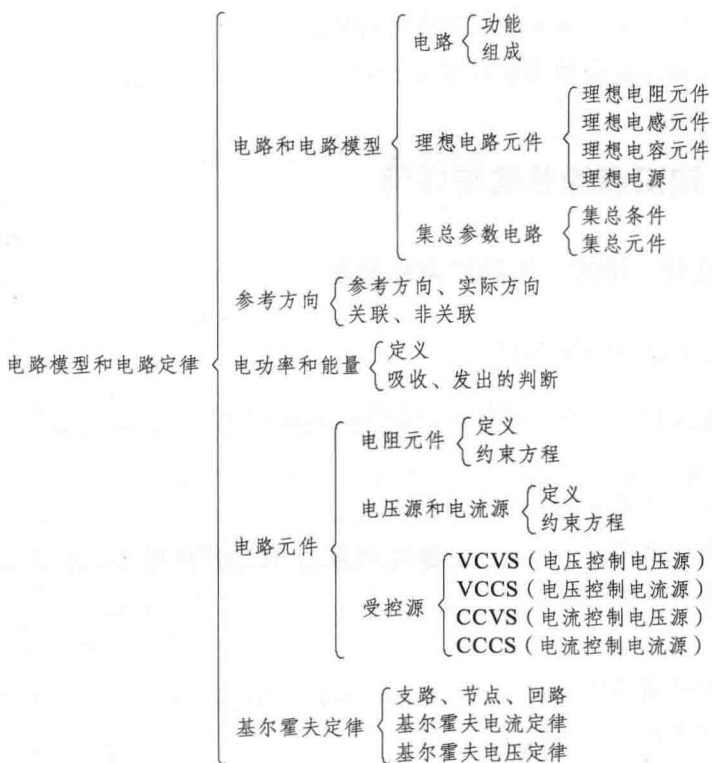 电路模型和电路定律
电路和电路模型
电路
功能
组成
理想电路元件
理想电阻元件
理想电感元件
理想电容元件
理想电源
集总参数电路
集总条件
集总元件
参考方向
参考方向、实际方向
关联、非关联
电功率和能量
定义
吸收、发出的判断
电路元件
电阻元件
定义
约束方程
电压源和电流源
定义
约束方程
受控源
VCVS（电压控制电压源）
VCCS（电压控制电流源）
CCVS（电流控制电压源）
CCCS（电流控制电流源）
基尔霍夫定律
支路、节点、回路
基尔霍夫电流定律
基尔霍夫电压定律